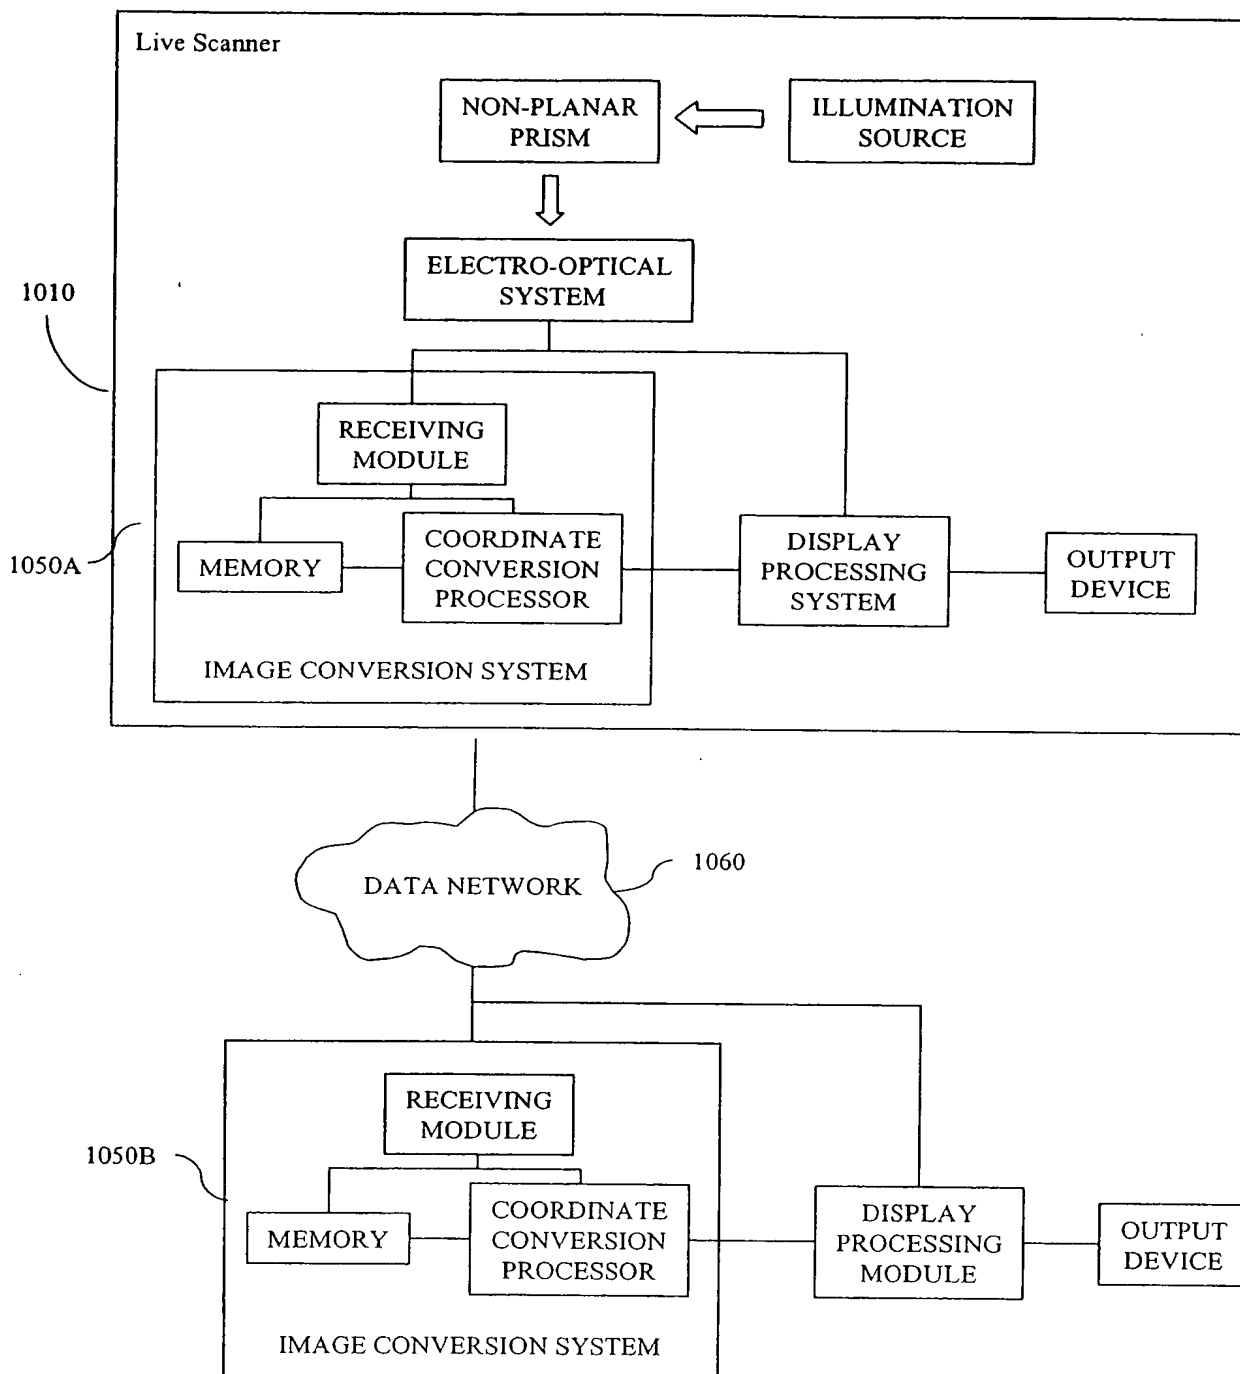 Live Scanner
NON-PLANAR
PRISM
ILLUMINATION
SOURCE
ELECTRO-OPTICAL
SYSTEM
1010
RECEIVING
MODULE
1050A
MEMORY
COORDINATE
CONVERSION
PROCESSOR
DISPLAY
PROCESSING
SYSTEM
OUTPUT
DEVICE
IMAGE CONVERSION SYSTEM
DATA NETWORK
1060
RECEIVING
MODULE
1050B
MEMORY
COORDINATE
CONVERSION
PROCESSOR
DISPLAY
PROCESSING
MODULE
OUTPUT
DEVICE
IMAGE CONVERSION SYSTEM